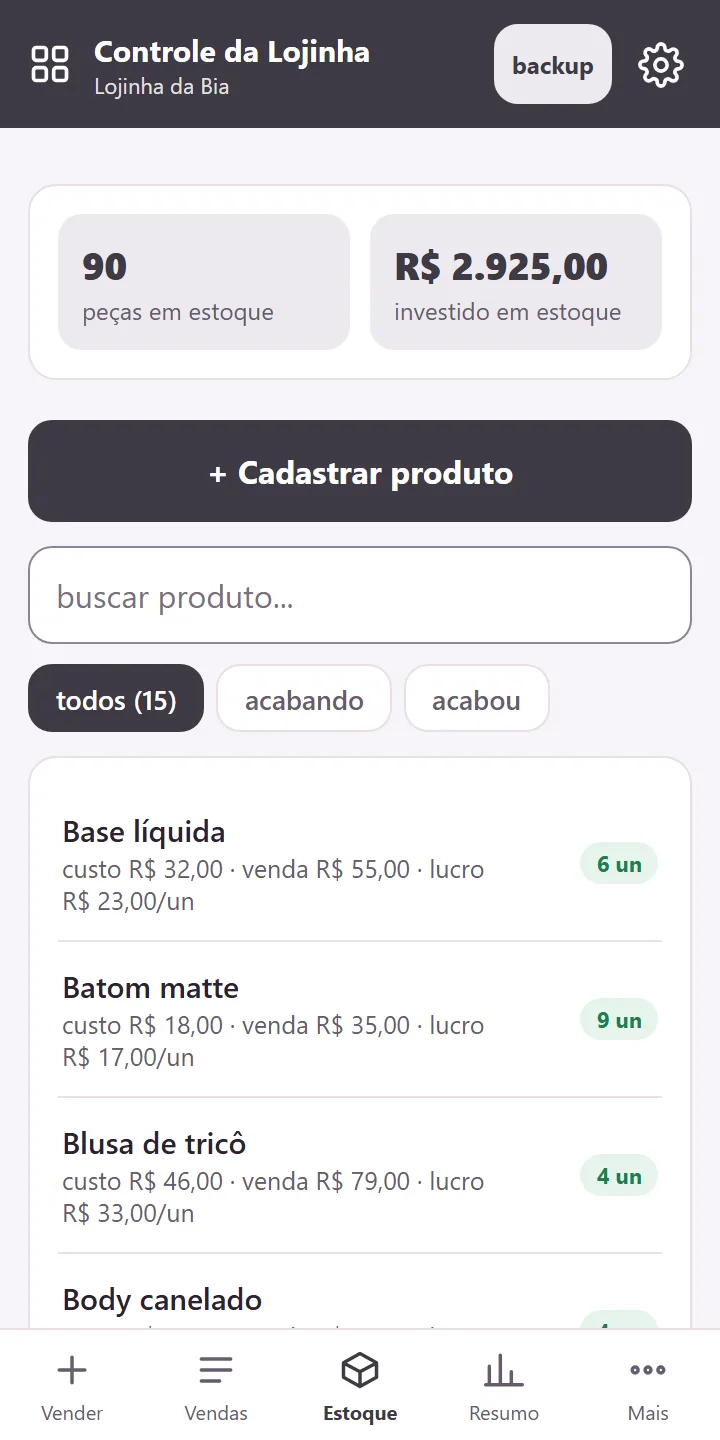 Controle da Lojinha
Lojinha da Bia
backup
90
peças em estoque
R$ 2.925,00
investido em estoque
+ Cadastrar produto
buscar produto...
todos (15)
acabando
acabou
Base líquida
custo R$ 32,00 · venda R$ 55,00 · lucro
R$ 23,00/un
6 un
Batom matte
custo R$ 18,00 · venda R$ 35,00 · lucro
R$ 17,00/un
9 un
Blusa de tricô
custo R$ 46,00 · venda R$ 79,00 · lucro
R$ 33,00/un
4 un
Body canelado
Vender
Vendas
Estoque
Resumo
Mais